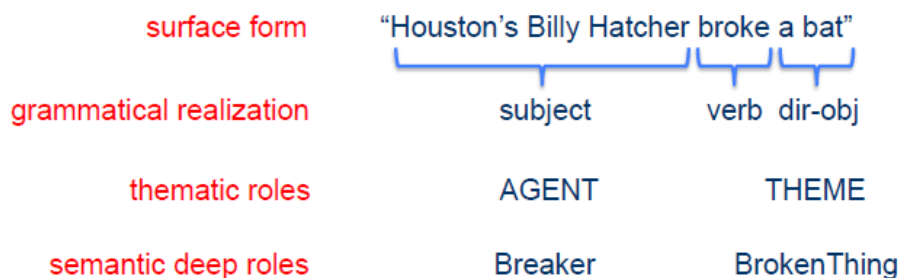 surface form “Houston’s Billy Hatcher broke a bat”
grammatical realization subject verb dir-obj
thematic roles AGENT THEME
semantic deep roles Breaker BrokenThing